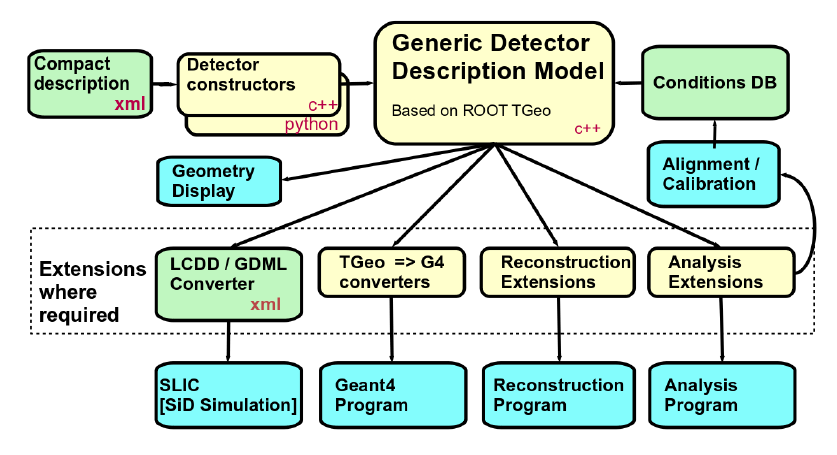 Compact
description
xml
Detector
constructors
c++
python
Generic Detector
Description Model
Based on ROOT TGeo
c++
Conditions DB
Geometry
Display
Alignment /
Calibration
Extensions
where
required
LCDD / GDML
Converter
xml
TGeo => G4
converters
Reconstruction
Extensions
Analysis
Extensions
SLIC
[SiD Simulation]
Geant4
Program
Reconstruction
Program
Analysis
Program